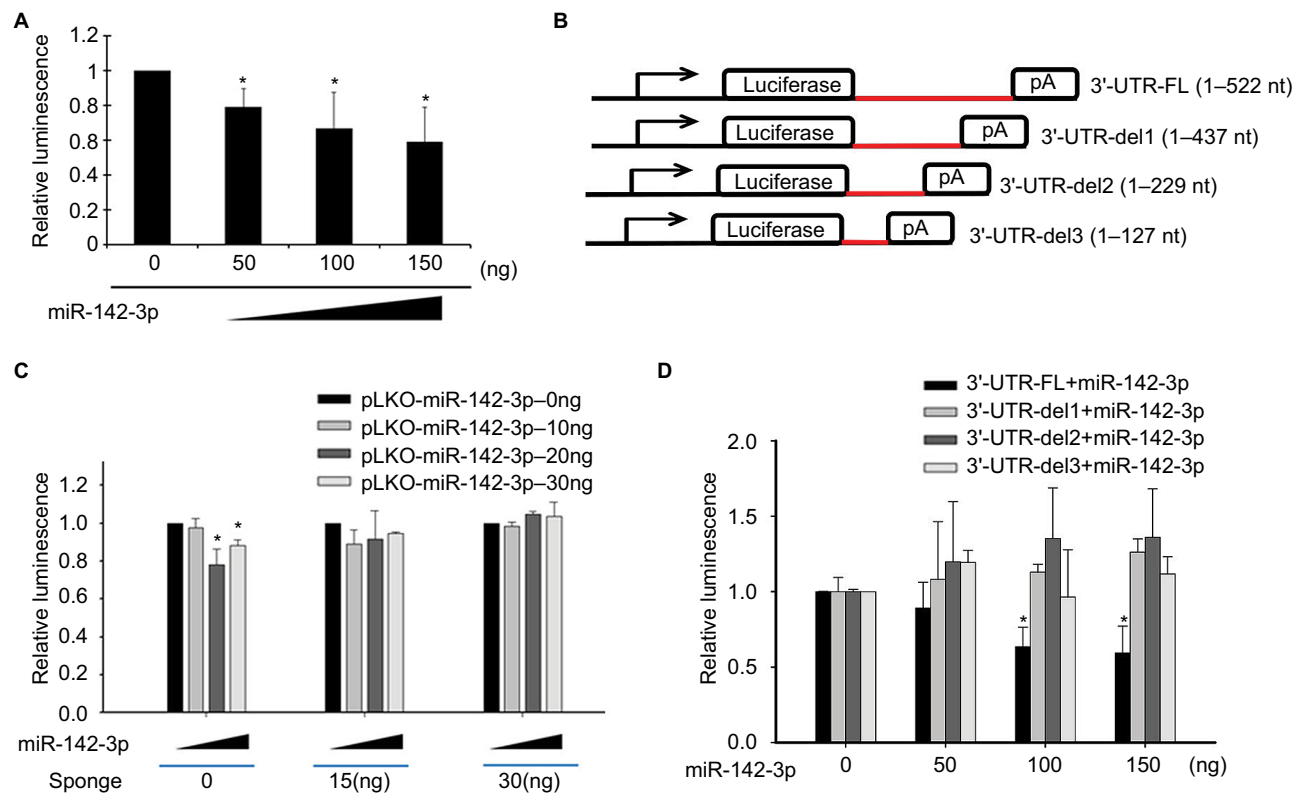 A
Relative luminescence
1.2
1
0.8
0.8
0.4
0.2
0
0
50
100
150
(ng)
*
*
*
miR-142-3p
B
Luciferase
pA
3'-UTR-FL (1–522 nt)
Luciferase
pA
3'-UTR-del1 (1–437 nt)
Luciferase
pA
3'-UTR-del2 (1–229 nt)
Luciferase
pA
3'-UTR-del3 (1–127 nt)
C
pLKO-miR-142-3p–0ng
pLKO-miR-142-3p–10ng
pLKO-miR-142-3p–20ng
pLKO-miR-142-3p–30ng
Relative luminescence
1.2
1.0
0.8
0.6
0.4
0.2
0.0
*
*
miR-142-3p
Sponge
0
15(ng)
30(ng)
D
3'-UTR-FL+miR-142-3p
3'-UTR-del1+miR-142-3p
3'-UTR-del2+miR-142-3p
3'-UTR-del3+miR-142-3p
Relative luminescence
2.0
1.5
1.0
0.5
0.0
*
*
miR-142-3p
0
50
100
150
(ng)